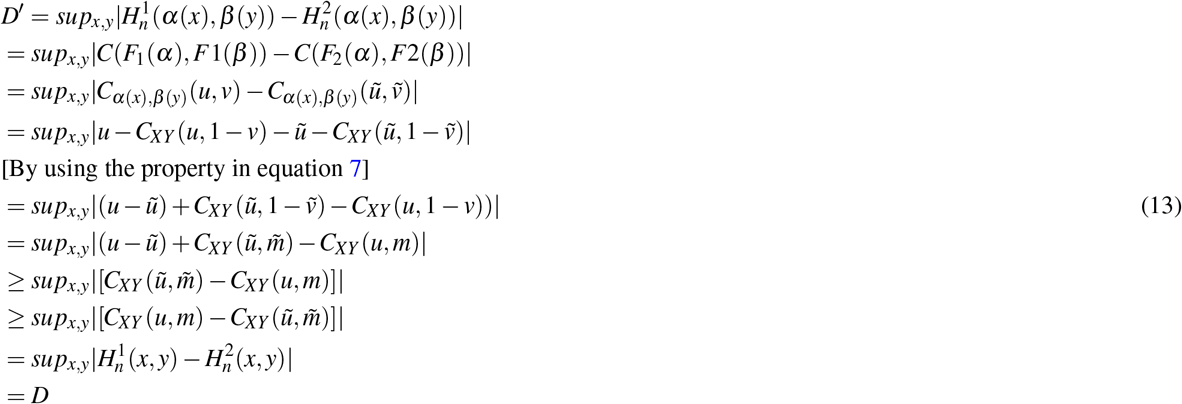 D′ = sup_{x,y}|H_n^1(α(x), β(y)) − H_n^2(α(x), β(y))|
= sup_{x,y}|C(F_1(α), F1(β)) − C(F_2(α), F2(β))|
= sup_{x,y}|C_{α(x),β(y)}(u, v) − C_{α(x),β(y)}(ũ, ṽ)|
= sup_{x,y}|u − C_{XY}(u, 1 − v) − ũ − C_{XY}(ũ, 1 − ṽ)|
[By using the property in equation 7]
= sup_{x,y}|(u − ũ) + C_{XY}(ũ, 1 − ṽ) − C_{XY}(u, 1 − v))| (13)
= sup_{x,y}|(u − ũ) + C_{XY}(ũ, m̃) − C_{XY}(u, m)|
≥ sup_{x,y}|[C_{XY}(ũ, m̃) − C_{XY}(u, m)]|
≥ sup_{x,y}|[C_{XY}(u, m) − C_{XY}(ũ, m̃)]|
= sup_{x,y}|H_n^1(x, y) − H_n^2(x, y)|
= D